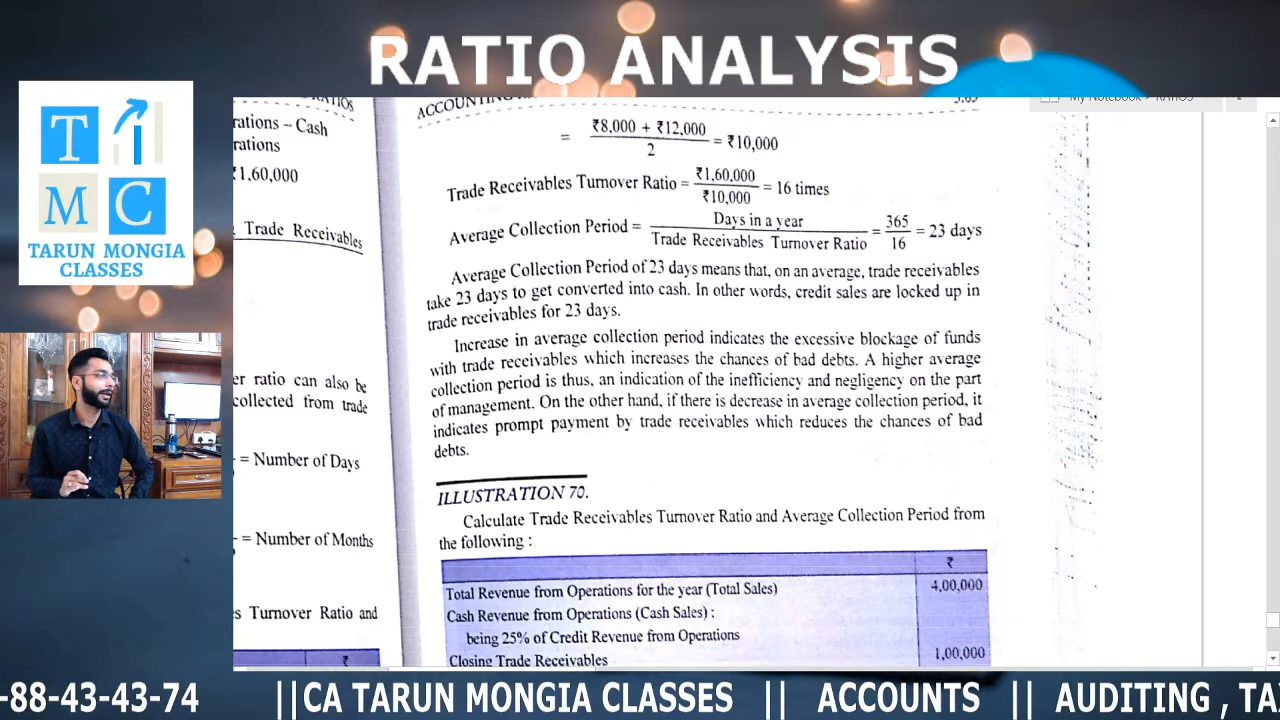 RATIO ANALYSIS
T
M C
TARUN MONGIA
CLASSES
rations – Cash
rations
₹1,60,000
Trade Receivables
er ratio can also be
collected from trade
= Number of Days
= Number of Months
s Turnover Ratio and
₹
= ₹8,000 + ₹12,000 / 2 = ₹10,000
Trade Receivables Turnover Ratio = ₹1,60,000 / ₹10,000 = 16 times
Average Collection Period = Days in a year / Trade Receivables Turnover Ratio = 365 / 16 = 23 days
Average Collection Period of 23 days means that, on an average, trade receivables
take 23 days to get converted into cash. In other words, credit sales are locked up in
trade receivables for 23 days.
Increase in average collection period indicates the excessive blockage of funds
with trade receivables which increases the chances of bad debts. A higher average
collection period is thus, an indication of the inefficiency and negligency on the part
of management. On the other hand, if there is decrease in average collection period, it
indicates prompt payment by trade receivables which reduces the chances of bad
debts.
ILLUSTRATION 70.
Calculate Trade Receivables Turnover Ratio and Average Collection Period from
the following :
₹
Total Revenue from Operations for the year (Total Sales) 4,00,000
Cash Revenue from Operations (Cash Sales) :
being 25% of Credit Revenue from Operations
Closing Trade Receivables 1,00,000
-88-43-43-74 ||CA TARUN MONGIA CLASSES || ACCOUNTS || AUDITING , TA